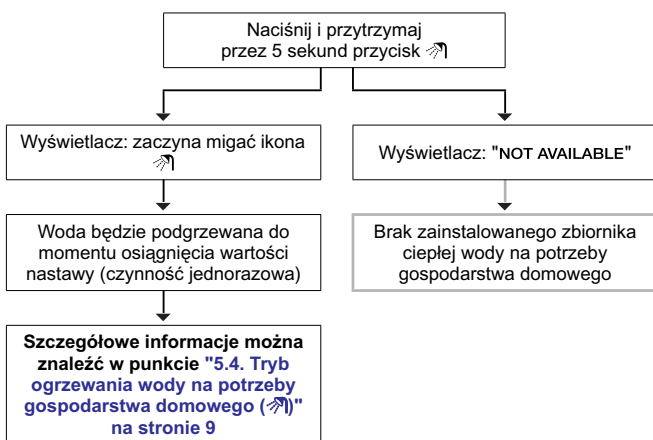 Naciśnij i przytrzymaj
przez 5 sekund przycisk
Wyświetlacz: zaczyna migać ikona
Woda będzie podgrzewana do
momentu osiągnięcia wartości
nastawy (czynność jednorazowa)
Szczegółowe informacje można
znaleźć w punkcie "5.4. Tryb
ogrzewania wody na potrzeby
gospodarstwa domowego ()"
na stronie 9
Wyświetlacz: "NOT AVAILABLE"
Brak zainstalowanego zbiornika
ciepłej wody na potrzeby
gospodarstwa domowego